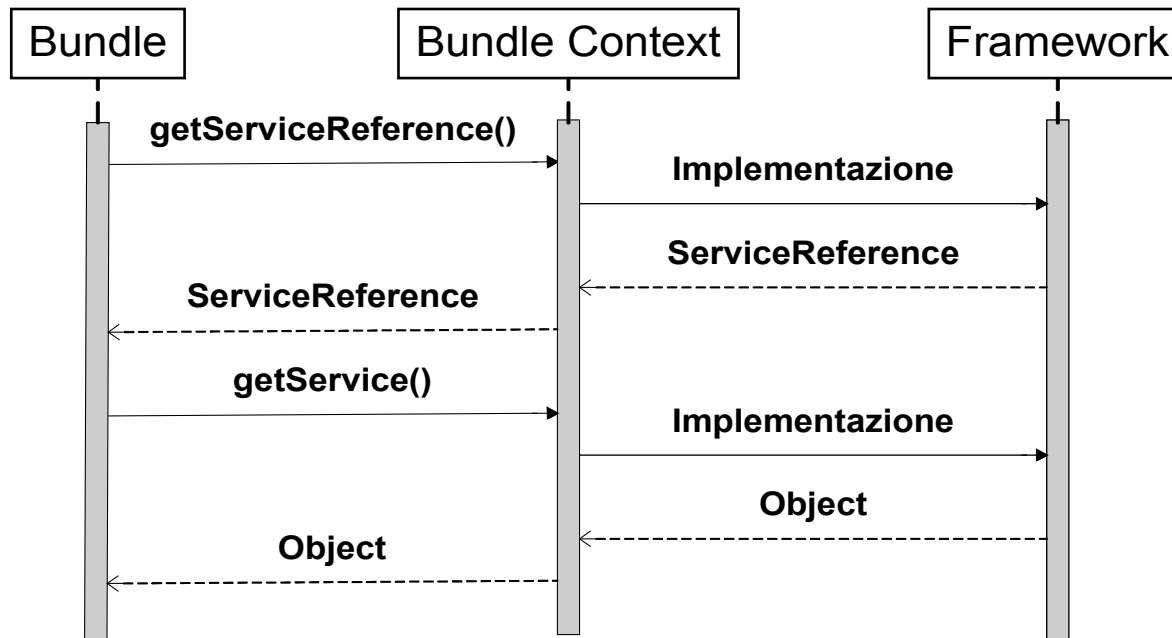 Bundle
Bundle Context
Framework
getServiceReference()
Implementazione
ServiceReference
ServiceReference
getService()
Implementazione
Object
Object